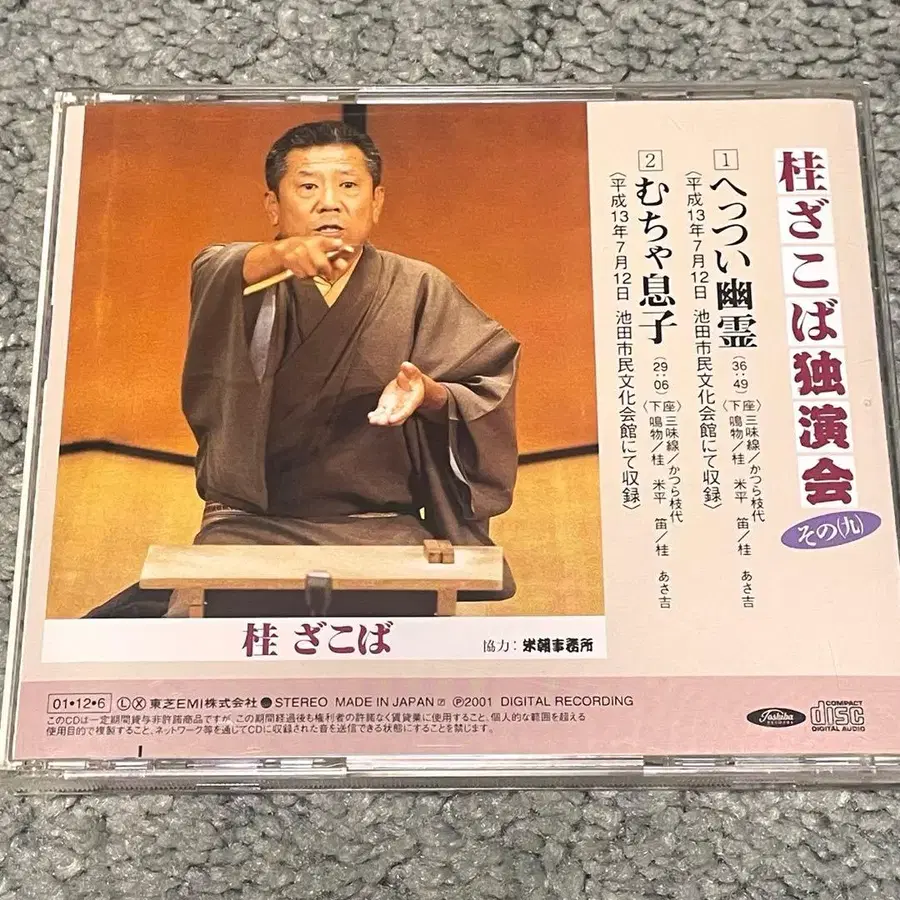 桂ざこば独演会
その(九)
1 へっつい幽霊 (36:49)
〈座〉三味線/かつら枝代
〈下〉鳴物/桂 米平 笛/桂 あさ吉
〈平成13年7月12日 池田市民文化会館にて収録〉
2 むちゃ息子 (29:06)
〈座〉三味線/かつら枝代
〈下〉鳴物/桂 米平 笛/桂 あさ吉
〈平成13年7月12日 池田市民文化会館にて収録〉
桂 ざこば
協力:米朝事務所
01•12•6 Ⓛ Ⓧ 東芝EMI株式会社 ● STEREO MADE IN JAPAN ℗2001 DIGITAL RECORDING
このCDは一定期間貸与非許諾商品ですが、この期間経過後も権利者の許諾なく賃貸業に使用すること、個人的な範囲を超える
使用目的で複製すること、ネットワーク等を通じてCDに収録された音を送信できる状態にすることを禁じます。
Toshiba
RECORDS
COMPACT
disc
DIGITAL AUDIO